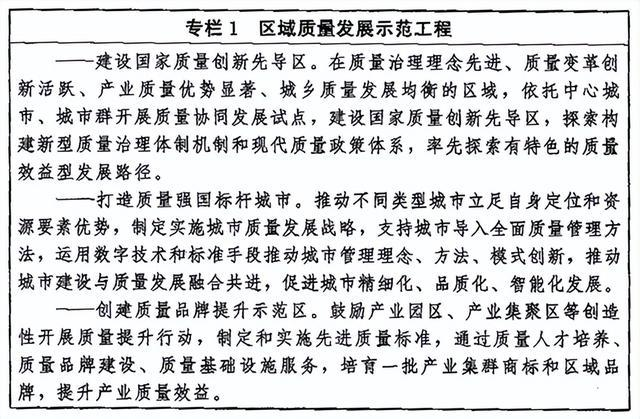 专栏1 区域质量发展示范工程
——建设国家质量创新先导区。在质量治理理念先进、质量变革创
新活跃、产业质量优势显著、城乡质量发展均衡的区域，依托中心城
市、城市群开展质量协同发展试点，建设国家质量创新先导区，探索构
建新型质量治理体制机制和现代质量政策体系，率先探索有特色的质量
效益型发展路径。
——打造质量强国标杆城市。推动不同类型城市立足自身定位和资
源要素优势，制定实施城市质量发展战略，支持城市导入全面质量管理方
法，运用数字技术和标准手段推动城市管理理念、方法、模式创新，推动
城市建设与质量发展融合共进，促进城市精细化、品质化、智能化发展。
——创建质量品牌提升示范区。鼓励产业园区、产业集聚区等创造
性开展质量提升行动，制定和实施先进质量标准，通过质量人才培养、
质量品牌建设、质量基础设施服务，培育一批产业集群商标和区域品
牌，提升产业质量效益。